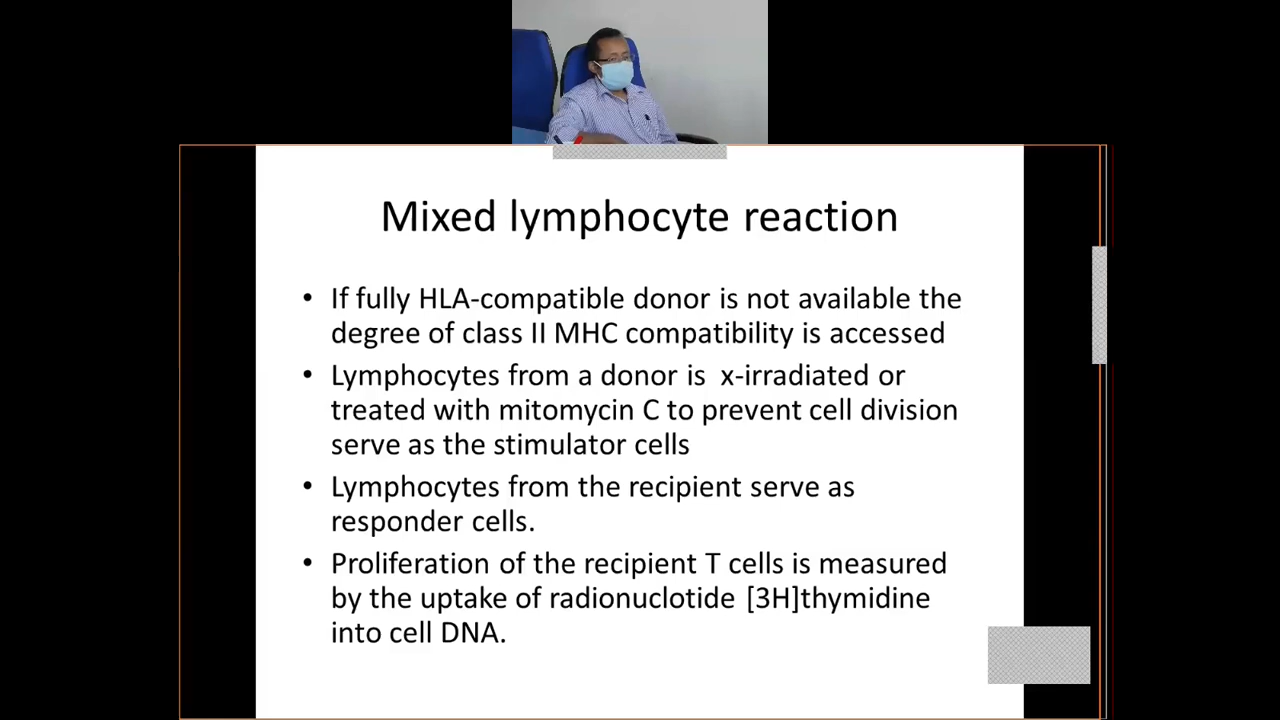 Mixed lymphocyte reaction
• If fully HLA-compatible donor is not available the
degree of class II MHC compatibility is accessed
• Lymphocytes from a donor is  x-irradiated or
treated with mitomycin C to prevent cell division
serve as the stimulator cells
• Lymphocytes from the recipient serve as
responder cells.
• Proliferation of the recipient T cells is measured
by the uptake of radionuclotide [3H]thymidine
into cell DNA.